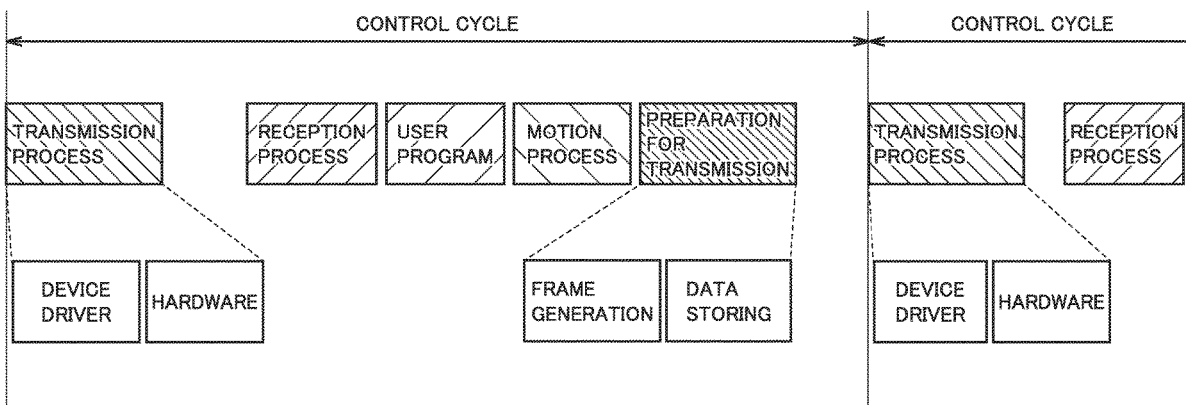 CONTROL CYCLE
CONTROL CYCLE
TRANSMISSION
PROCESS
RECEPTION
PROCESS
USER
PROGRAM
MOTION
PROCESS
PREPARATION
FOR
TRANSMISSION
TRANSMISSION
PROCESS
RECEPTION
PROCESS
DEVICE
DRIVER
HARDWARE
FRAME
GENERATION
DATA
STORING
DEVICE
DRIVER
HARDWARE